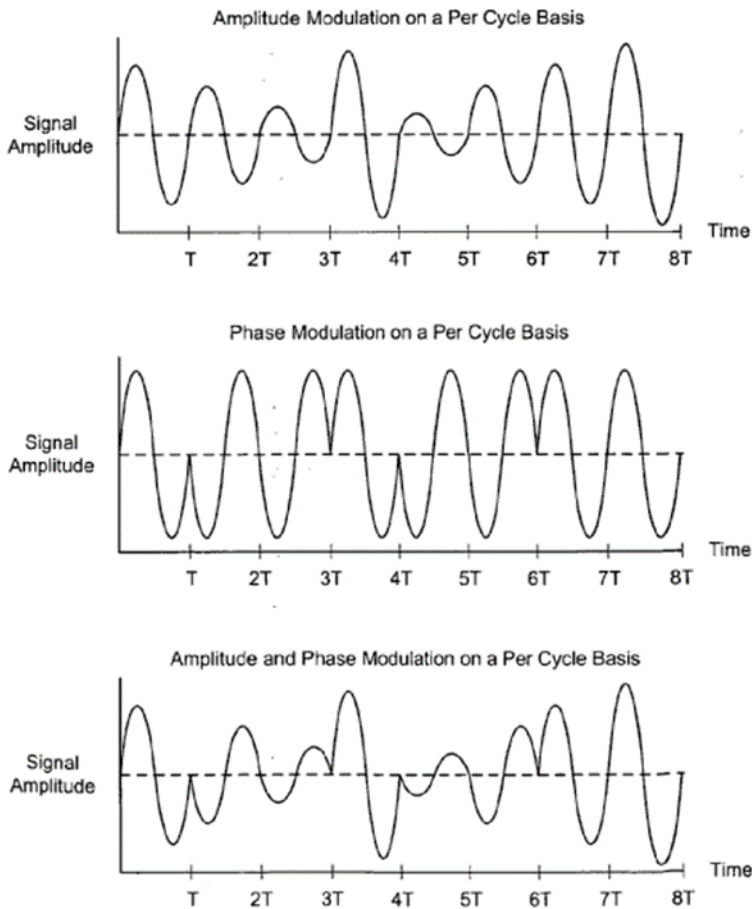 Amplitude Modulation on a Per Cycle Basis
Signal
Amplitude
Time
T 2T 3T 4T 5T 6T 7T 8T
Phase Modulation on a Per Cycle Basis
Signal
Amplitude
Time
T 2T 3T 4T 5T 6T 7T 8T
Amplitude and Phase Modulation on a Per Cycle Basis
Signal
Amplitude
Time
T 2T 3T 4T 5T 6T 7T 8T